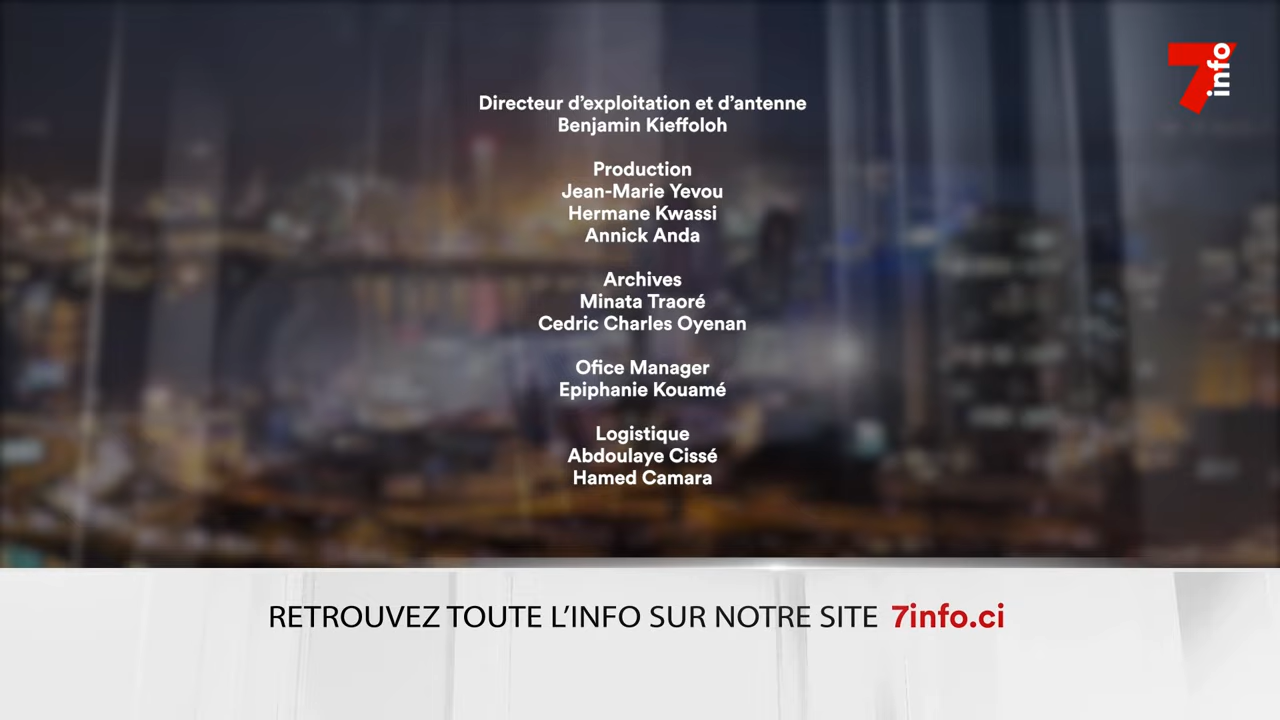 7info
Directeur d’exploitation et d’antenne
Benjamin Kieffoloh
Production
Jean-Marie Yevou
Hermane Kwassi
Annick Anda
Archives
Minata Traoré
Cedric Charles Oyenan
Ofice Manager
Epiphanie Kouamé
Logistique
Abdoulaye Cissé
Hamed Camara
RETROUVEZ TOUTE L’INFO SUR NOTRE SITE 7info.ci